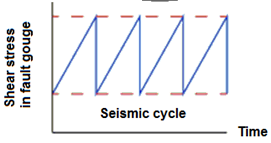 Shear stress
in fault gouge
Seismic cycle
Time